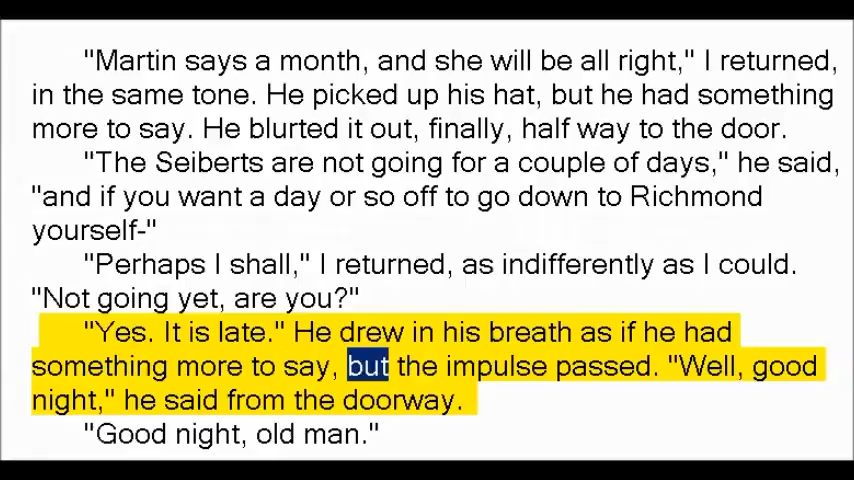 "Martin says a month, and she will be all right," I returned,
in the same tone. He picked up his hat, but he had something
more to say. He blurted it out, finally, half way to the door.
"The Seiberts are not going for a couple of days," he said,
"and if you want a day or so off to go down to Richmond
yourself-"
"Perhaps I shall," I returned, as indifferently as I could.
"Not going yet, are you?"
"Yes. It is late." He drew in his breath as if he had
something more to say, but the impulse passed. "Well, good
night," he said from the doorway.
"Good night, old man."